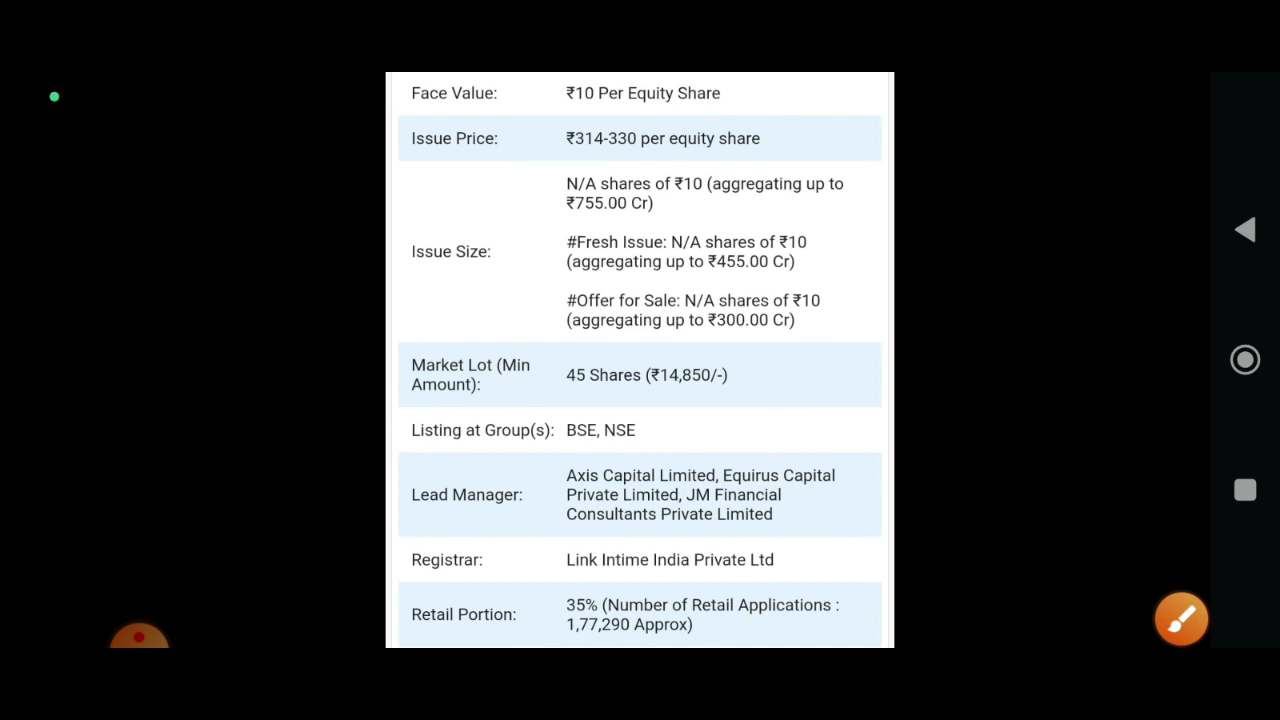 Face Value: ₹10 Per Equity Share
Issue Price: ₹314-330 per equity share
N/A shares of ₹10 (aggregating up to
₹755.00 Cr)
Issue Size:
#Fresh Issue: N/A shares of ₹10
(aggregating up to ₹455.00 Cr)
#Offer for Sale: N/A shares of ₹10
(aggregating up to ₹300.00 Cr)
Market Lot (Min
Amount):
45 Shares (₹14,850/-)
Listing at Group(s): BSE, NSE
Lead Manager:
Axis Capital Limited, Equirus Capital
Private Limited, JM Financial
Consultants Private Limited
Registrar: Link Intime India Private Ltd
Retail Portion:
35% (Number of Retail Applications :
1,77,290 Approx)